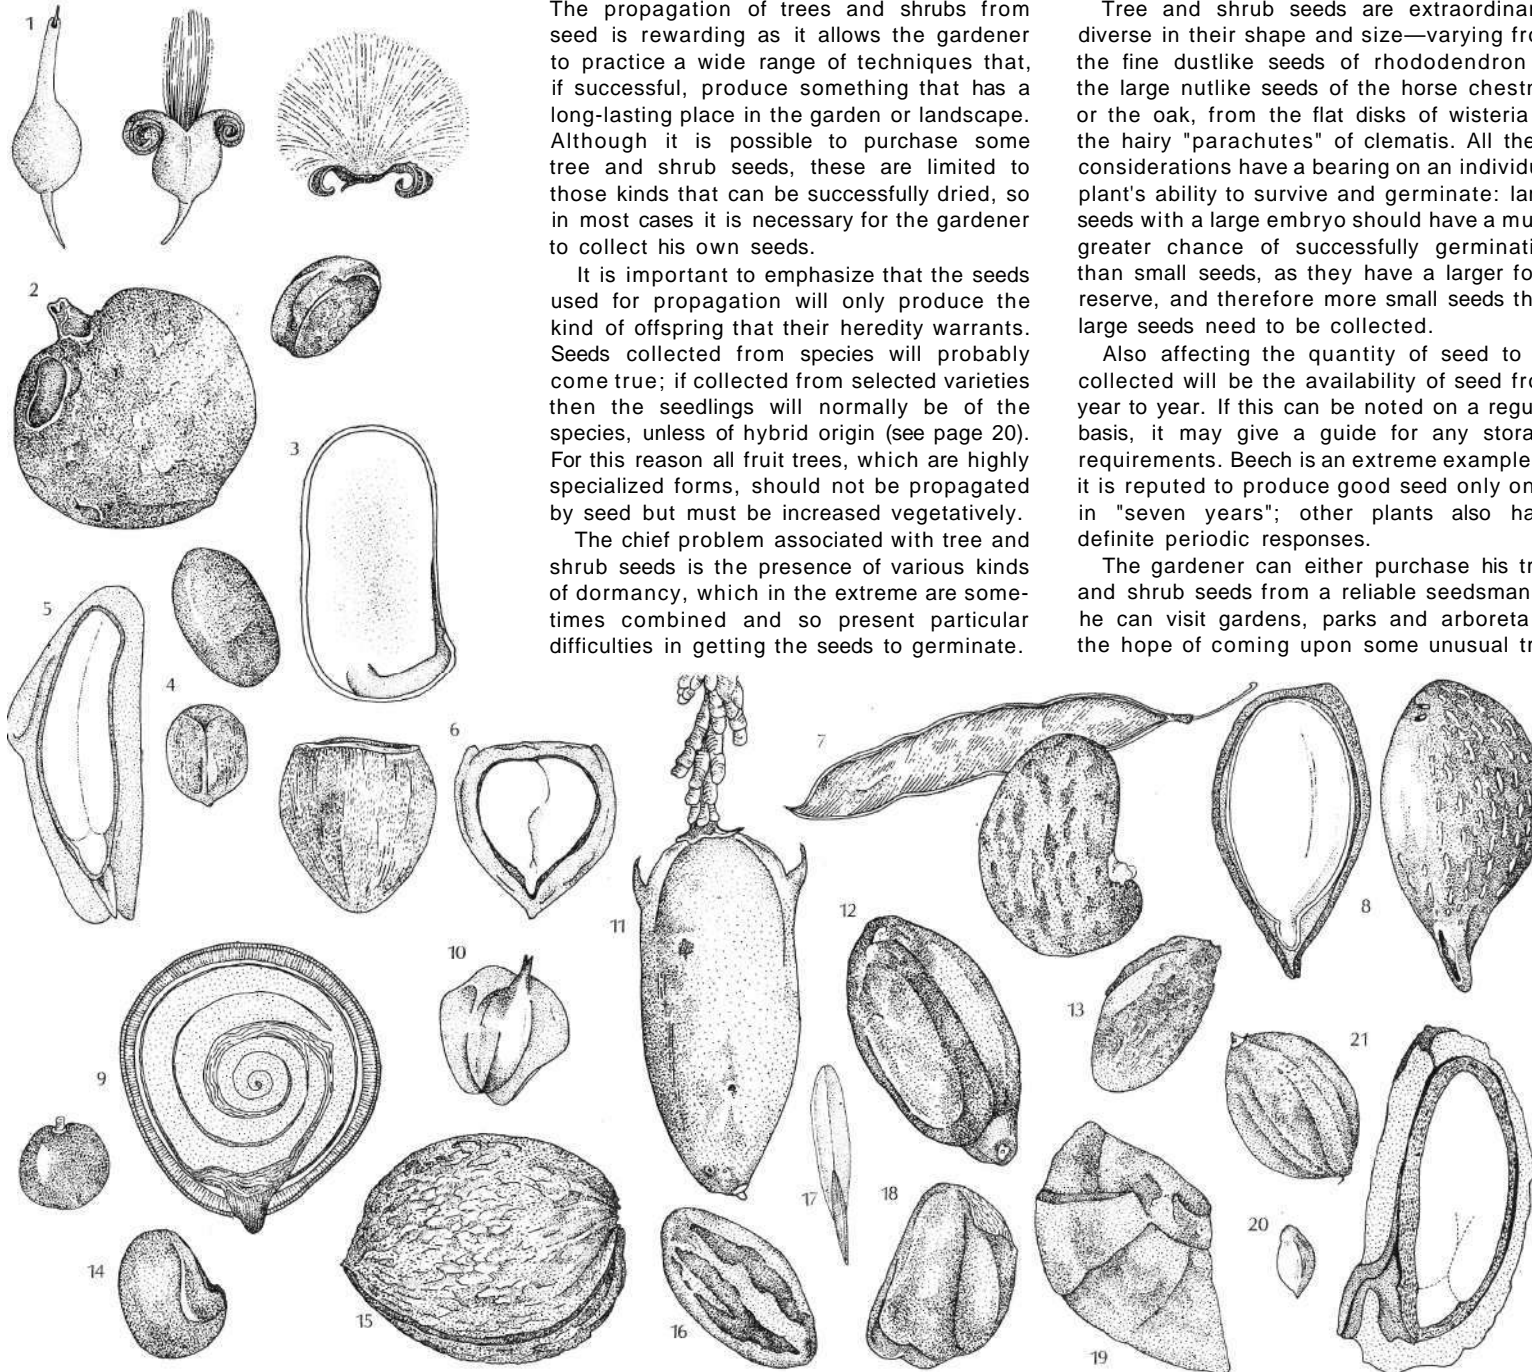 The propagation of trees and shrubs from
seed is rewarding as it allows the gardener
to practice a wide range of techniques that,
if successful, produce something that has a
long-lasting place in the garden or landscape.
Although it is possible to purchase some
tree and shrub seeds, these are limited to
those kinds that can be successfully dried, so
in most cases it is necessary for the gardener
to collect his own seeds.
It is important to emphasize that the seeds
used for propagation will only produce the
kind of offspring that their heredity warrants.
Seeds collected from species will probably
come true; if collected from selected varieties
then the seedlings will normally be of the
species, unless of hybrid origin (see page 20).
For this reason all fruit trees, which are highly
specialized forms, should not be propagated
by seed but must be increased vegetatively.
The chief problem associated with tree and
shrub seeds is the presence of various kinds
of dormancy, which in the extreme are some-
times combined and so present particular
difficulties in getting the seeds to germinate.
Tree and shrub seeds are extraordinar
diverse in their shape and size—varying fro
the fine dustlike seeds of rhododendron
the large nutlike seeds of the horse chestn
or the oak, from the flat disks of wisteria
the hairy "parachutes" of clematis. All the
considerations have a bearing on an individu
plant's ability to survive and germinate: lar
seeds with a large embryo should have a mu
greater chance of successfully germinati
than small seeds, as they have a larger fo
reserve, and therefore more small seeds th
large seeds need to be collected.
Also affecting the quantity of seed to
collected will be the availability of seed fro
year to year. If this can be noted on a regu
basis, it may give a guide for any stora
requirements. Beech is an extreme example
it is reputed to produce good seed only on
in "seven years"; other plants also ha
definite periodic responses.
The gardener can either purchase his tr
and shrub seeds from a reliable seedsman
he can visit gardens, parks and arboreta
the hope of coming upon some unusual tr
1
2
3
5
4
6
7
8
11
12
10
13
9
21
17
18
20
14
15
16
19